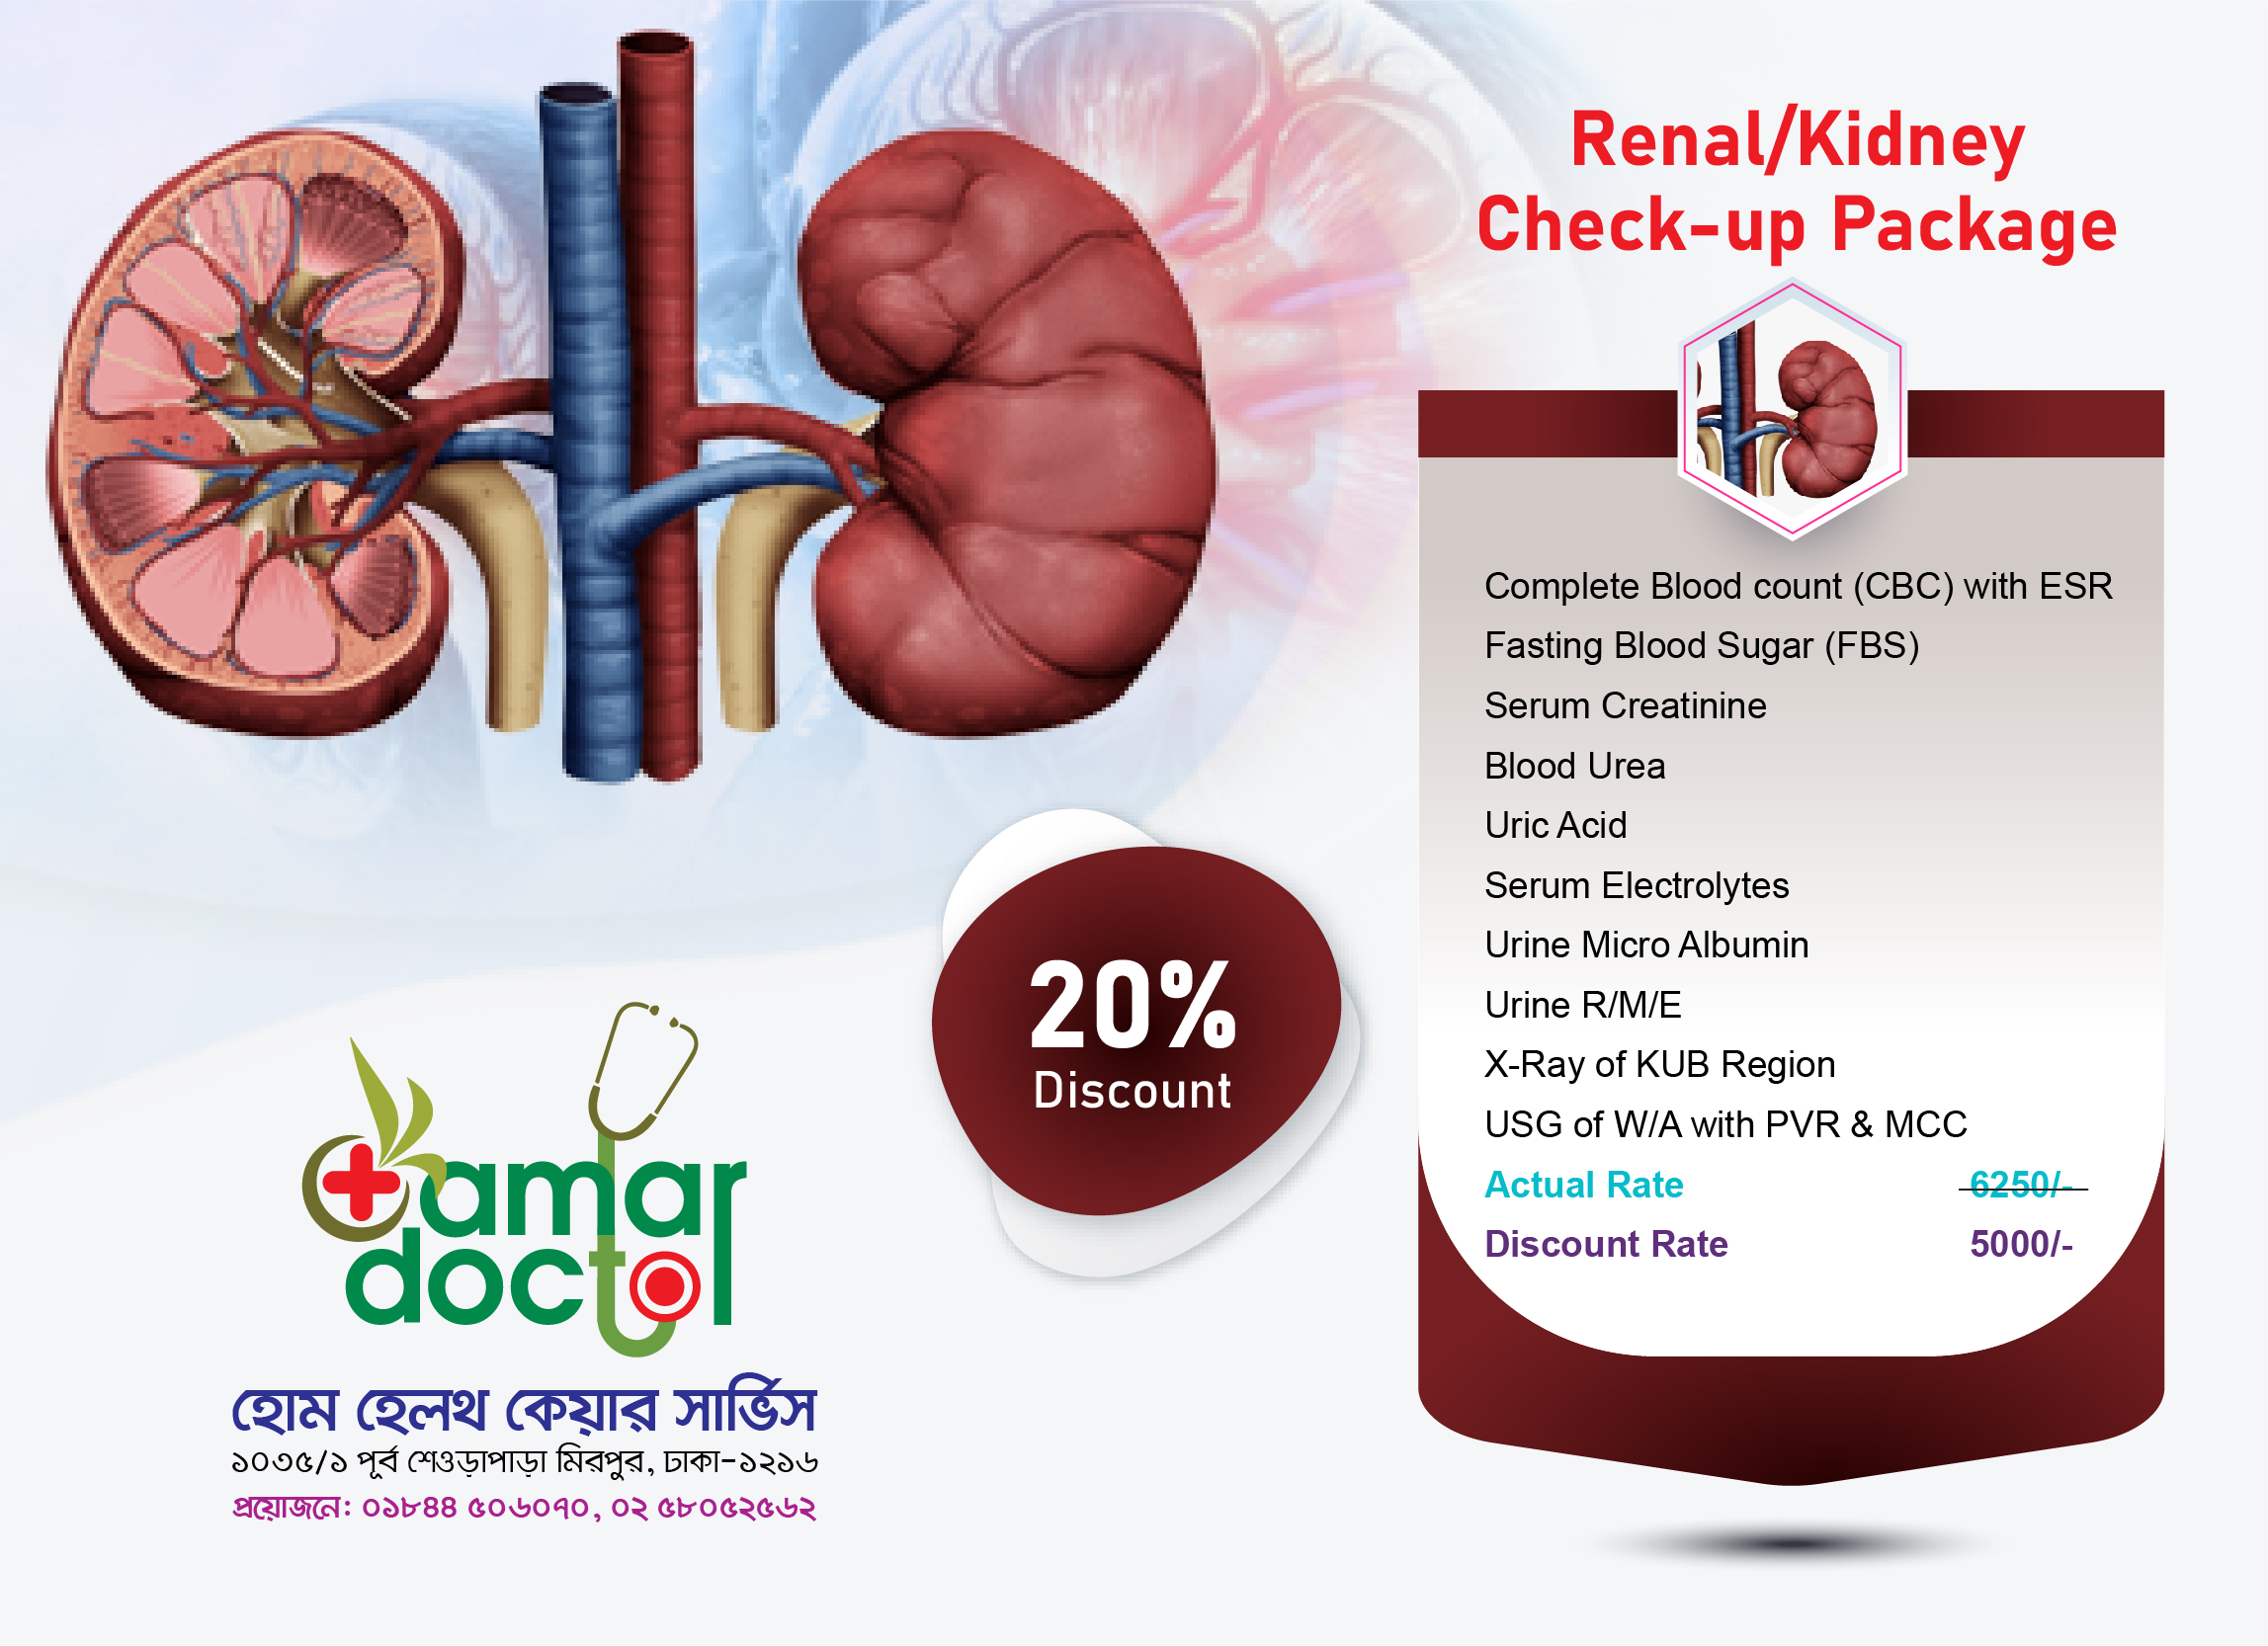 Renal/Kidney
Check-up Package
Complete Blood count (CBC) with ESR
Fasting Blood Sugar (FBS)
Serum Creatinine
Blood Urea
Uric Acid
Serum Electrolytes
Urine Micro Albumin
Urine R/M/E
X-Ray of KUB Region
USG of W/A with PVR & MCC
Actual Rate 6250/-
Discount Rate 5000/-
20%
Discount
amar
doctor
হোম হেলথ কেয়ার সার্ভিস
১০৩৫/১ পূর্ব শেওড়াপাড়া মিরপুর, ঢাকা-১২১৬
প্রয়োজনে: ০১৮৪৪ ৫০৬০৭০, ০২ ৫৮০৫২৫৬২